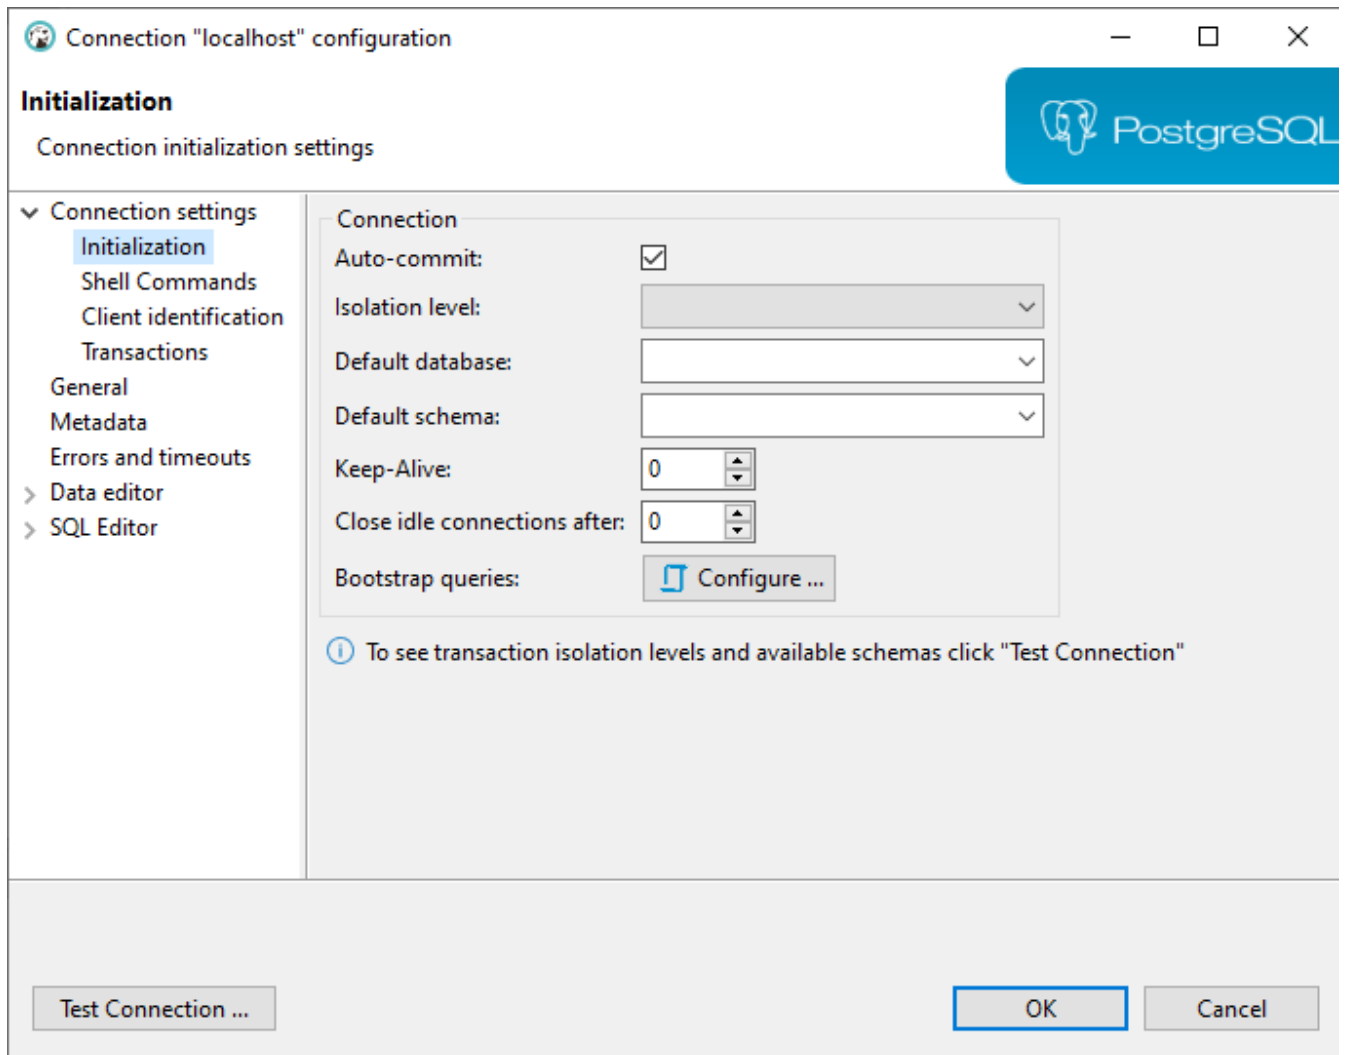 Connection "localhost" configuration
Initialization
Connection initialization settings
PostgreSQL
Connection settings
Initialization
Shell Commands
Client identification
Transactions
General
Metadata
Errors and timeouts
Data editor
SQL Editor
Connection
Auto-commit:
Isolation level:
Default database:
Default schema:
Keep-Alive: 0
Close idle connections after: 0
Bootstrap queries: Configure ...
To see transaction isolation levels and available schemas click "Test Connection"
Test Connection ... OK Cancel